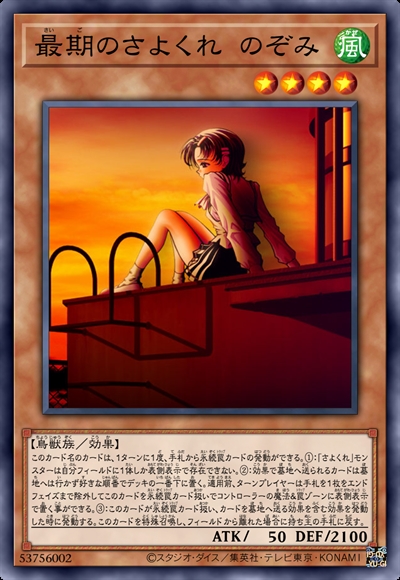 最期のさよくれ のぞみ
風
【鳥獣族／効果】
このカード名のカードは、1ターンに1度、手札から永続罠カードの発動ができる。①:「さよくれ」モン
スターは自分フィールドに1体しか表側表示で存在できない。②:効果で墓地へ送られるカードは墓
地へは行かず好きな順番でデッキの一番下に置く。適用前、ターンプレイヤーは手札を1枚をエンド
フェイズまで除外してこのカードを永続罠カード扱いでコントローラーの魔法&罠ゾーンに表側表示
で置く事ができる。③:このカードが永続罠カード扱い、カードを墓地へ送る効果を含む効果を発動
した時に発動する。このカードを特殊召喚し、フィールドから離れた場合に持ち主の手札に戻す。
ATK/ 50 DEF/2100
53756002 ©スタジオ・ダイス/集英社・テレビ東京・KONAMI